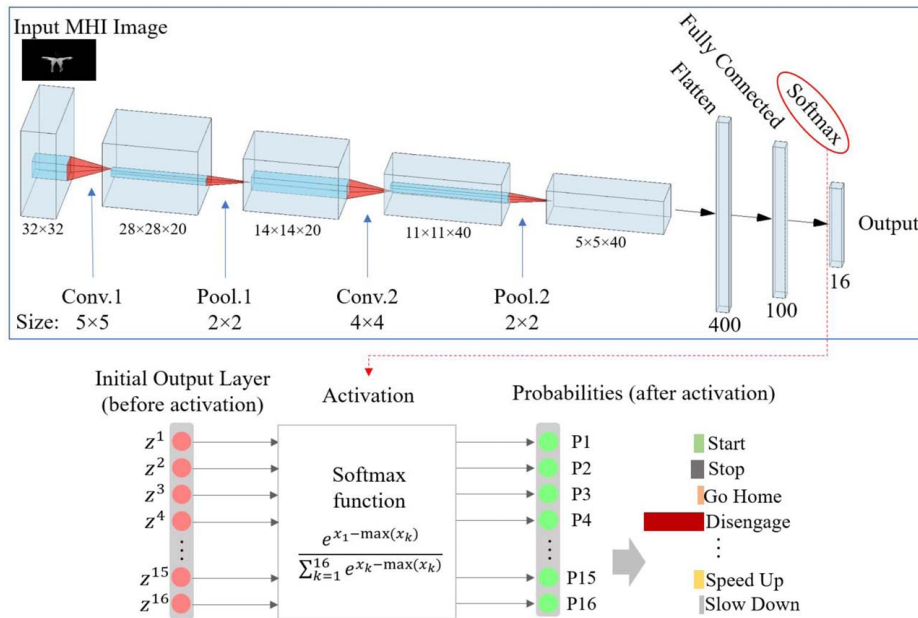 Input MHI Image
Flatten
Fully Connected
Softmax
32×32
28×28×20
14×14×20
11×11×40
5×5×40
Output
16
100
400
Conv.1
Pool.1
Conv.2
Pool.2
Size: 5×5
2×2
4×4
2×2
Initial Output Layer
(before activation)
Activation
Probabilities (after activation)
z¹
z²
z³
z⁴
⋮
z¹⁵
z¹⁶
Softmax
function
e^{x₁−max(x_k)}
∑_{k=1}^{16} e^{x_k−max(x_k)}
P1
P2
P3
P4
⋮
P15
P16
Start
Stop
Go Home
Disengage
⋮
Speed Up
Slow Down